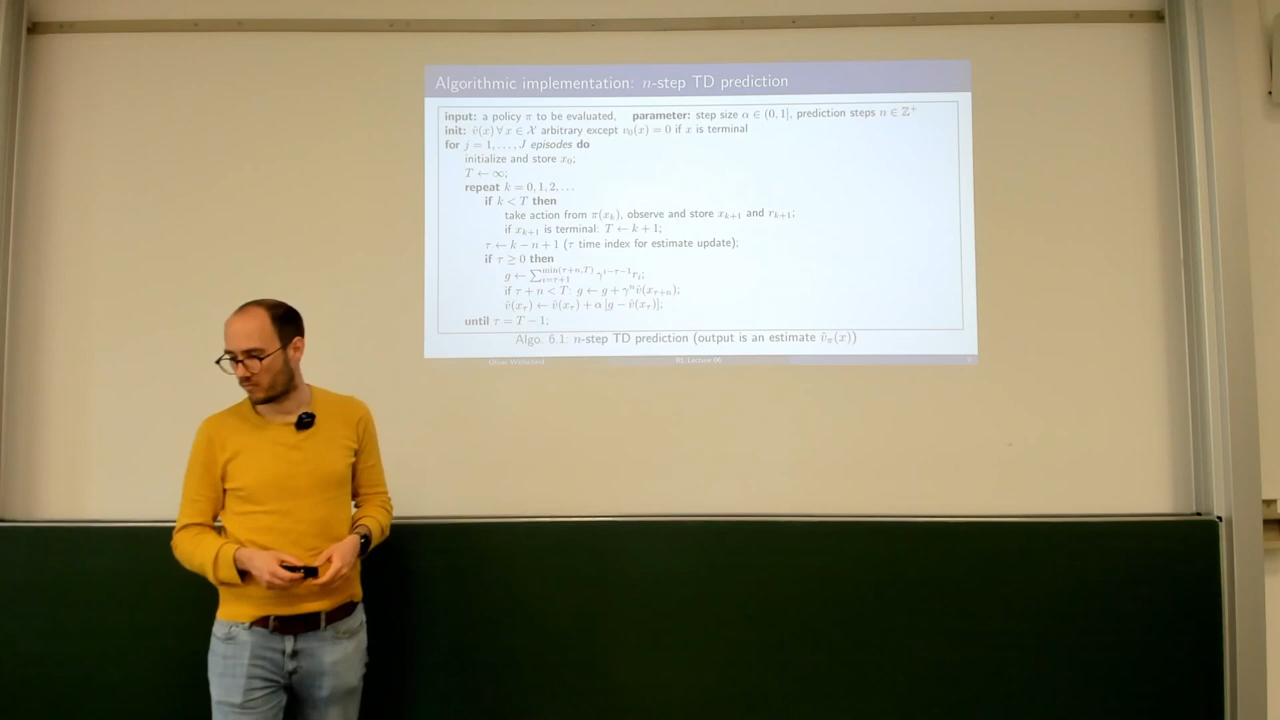 Algorithmic implementation: n-step TD prediction
input: a policy π to be evaluated, parameter: step size α ∈ (0, 1], prediction steps n ∈ ℤ⁺
init: v̂(x) ∀ x ∈ 𝒳 arbitrary except v₀(x) = 0 if x is terminal
for j = 1, . . . , J episodes do
initialize and store x₀;
T ← ∞;
repeat k = 0, 1, 2, . . .
if k < T then
take action from π(xₖ), observe and store xₖ₊₁ and rₖ₊₁;
if xₖ₊₁ is terminal: T ← k + 1;
τ ← k − n + 1 (τ time index for estimate update);
if τ ≥ 0 then
g ← ∑_{i=τ+1}^{min(τ+n,T)} γ^{i−τ−1} r_i;
if τ + n < T: g ← g + γⁿ v̂(x_{τ+n});
v̂(x_τ) ← v̂(x_τ) + α [g − v̂(x_τ)];
until τ = T − 1;
Algo. 6.1: n-step TD prediction (output is an estimate v̂_π(x))
RL Lecture 06